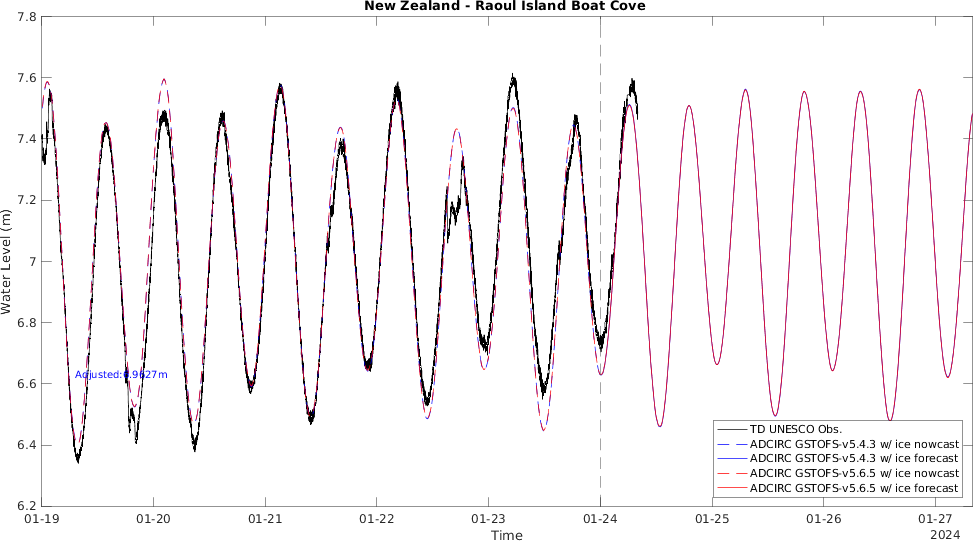 New Zealand - Raoul Island Boat Cove
Water Level (m)
7.8
7.6
7.4
7.2
7
6.8
6.6
6.4
6.2
Adjusted:6.9627m
TD UNESCO Obs.
ADCIRC GSTOFS-v5.4.3 w/ ice nowcast
ADCIRC GSTOFS-v5.4.3 w/ ice forecast
ADCIRC GSTOFS-v5.6.5 w/ ice nowcast
ADCIRC GSTOFS-v5.6.5 w/ ice forecast
01-19 01-20 01-21 01-22 01-23 01-24 01-25 01-26 01-27
Time
2024